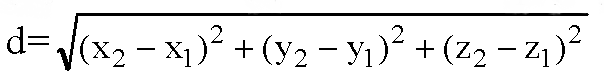 d=√(x₂ − x₁)² + (y₂ − y₁)² + (z₂ − z₁)²